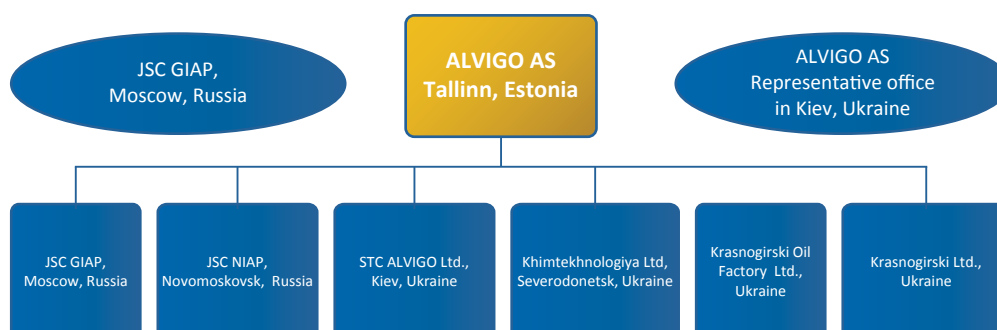 JSC GIAP,
Moscow, Russia
ALVIGO AS
Tallinn, Estonia
ALVIGO AS
Representative office
in Kiev, Ukraine
JSC GIAP,
Moscow, Russia
JSC NIAP,
Novomoskovsk, Russia
STC ALVIGO Ltd.,
Kiev, Ukraine
Khimtekhnologiya Ltd,
Severodonetsk, Ukraine
Krasnogirski Oil
Factory Ltd.,
Ukraine
Krasnogirski Ltd.,
Ukraine